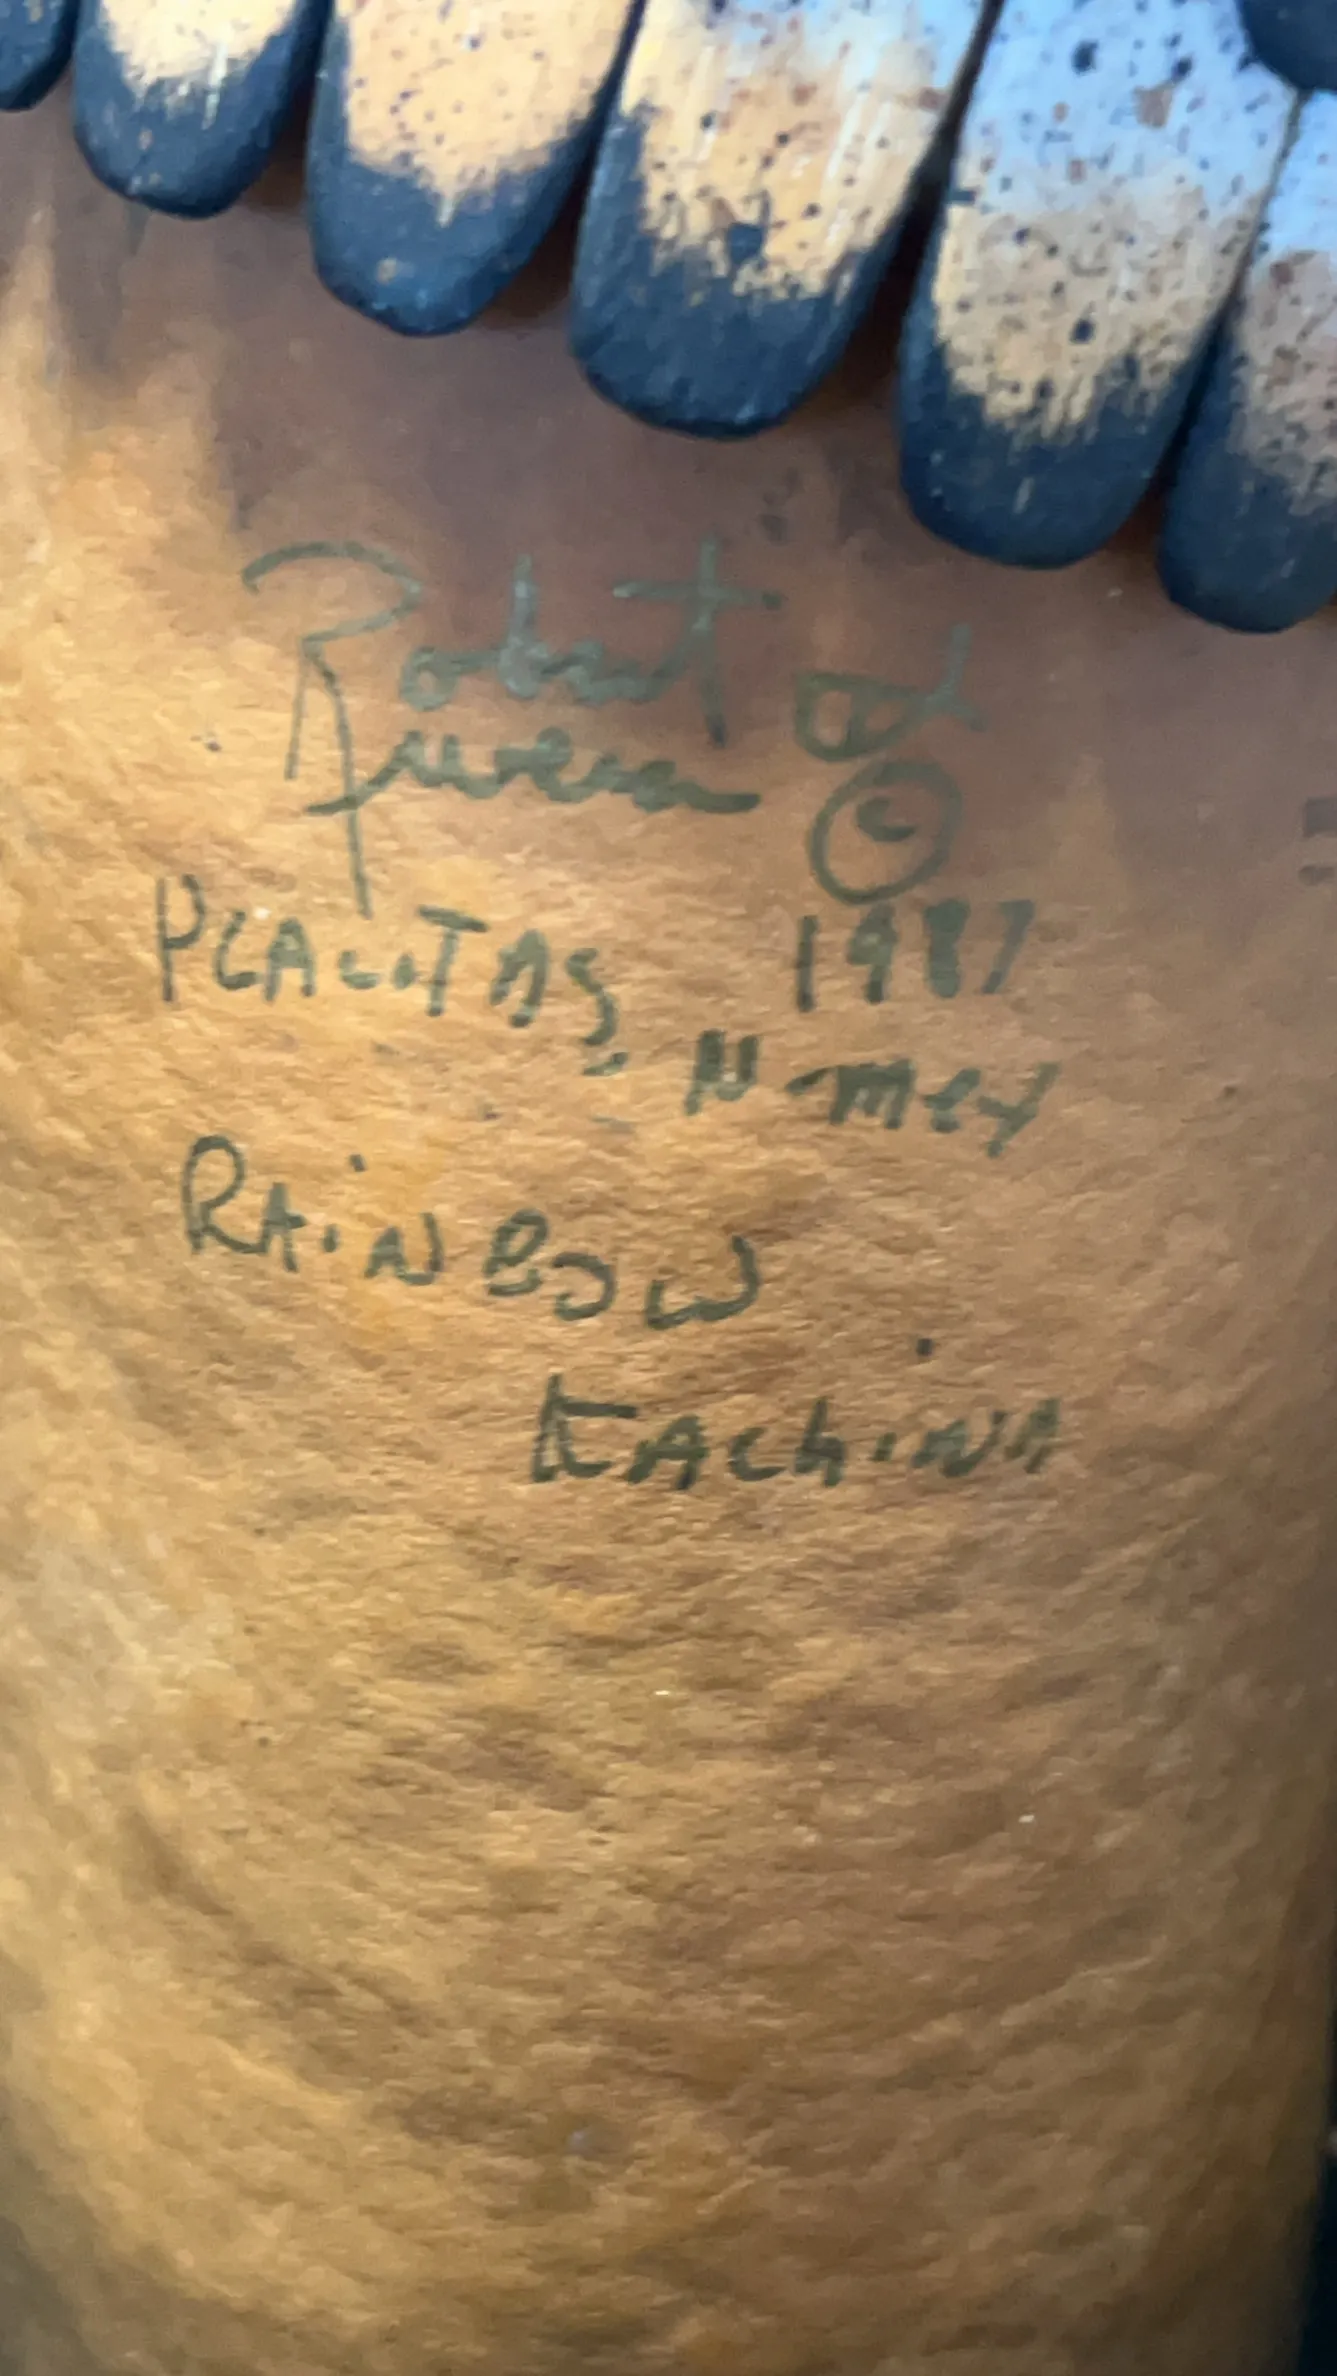 Robert
Rivera ©
PLACITAS 1987
N-Mex
RAiNBOW
KAChiNA